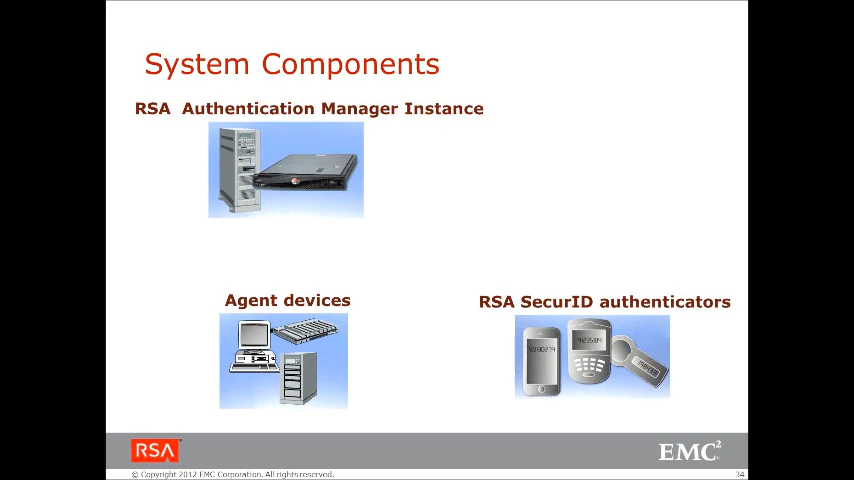 System Components
RSA Authentication Manager Instance
Agent devices
RSA SecurID authenticators
RSA
EMC²
© Copyright 2012 EMC Corporation. All rights reserved.
34